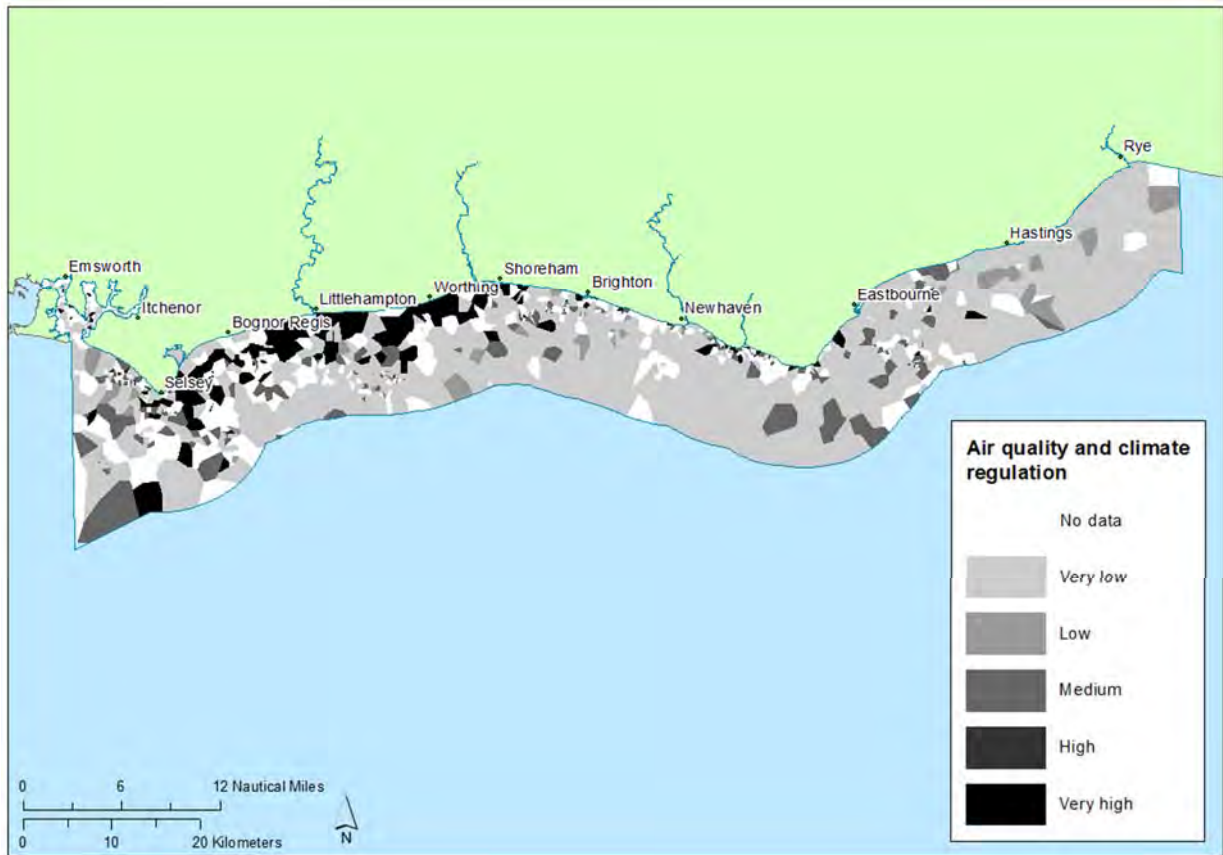 Rye
Hastings
Emsworth
Itchenor
Shoreham
Brighton
Worthing
Littlehampton
Newhaven
Eastbourne
Bognor Regis
Selsey
Air quality and climate
regulation
No data
Very low
Low
Medium
High
Very high
0 6 12 Nautical Miles
0 10 20 Kilometers
N